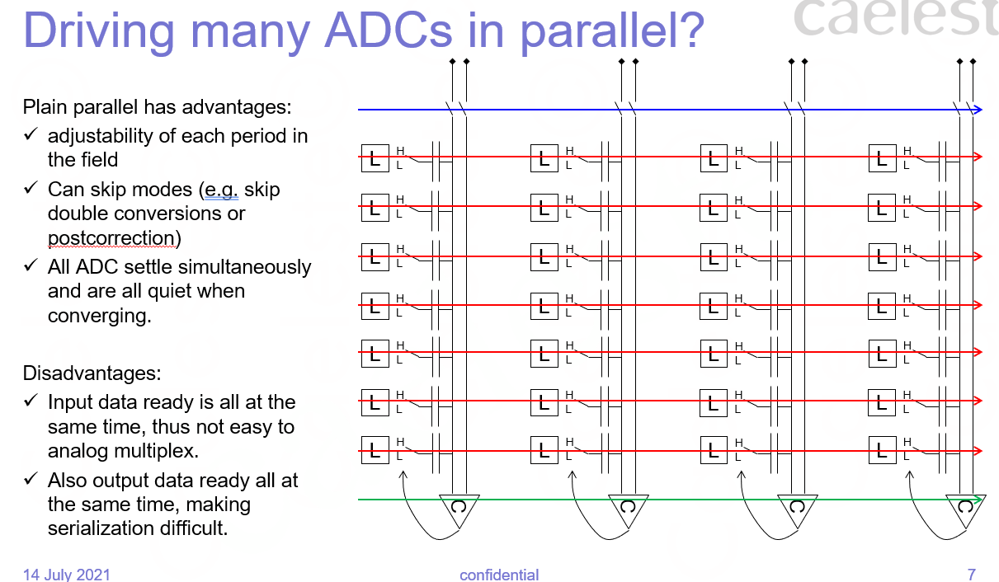 Driving many ADCs in parallel?
caelest
Plain parallel has advantages:
✓ adjustability of each period in
the field
✓ Can skip modes (e.g. skip
double conversions or
postcorrection)
✓ All ADC settle simultaneously
and are all quiet when
converging.
Disadvantages:
✓ Input data ready is all at the
same time, thus not easy to
analog multiplex.
✓ Also output data ready all at
the same time, making
serialization difficult.
L H L L H L L H L L H L
L H L L H L L H L L H L
L H L L H L L H L L H L
L H L L H L L H L L H L
L H L L H L L H L L H L
L H L L H L L H L L H L
L H L L H L L H L L H L
C C C C
14 July 2021
confidential
7